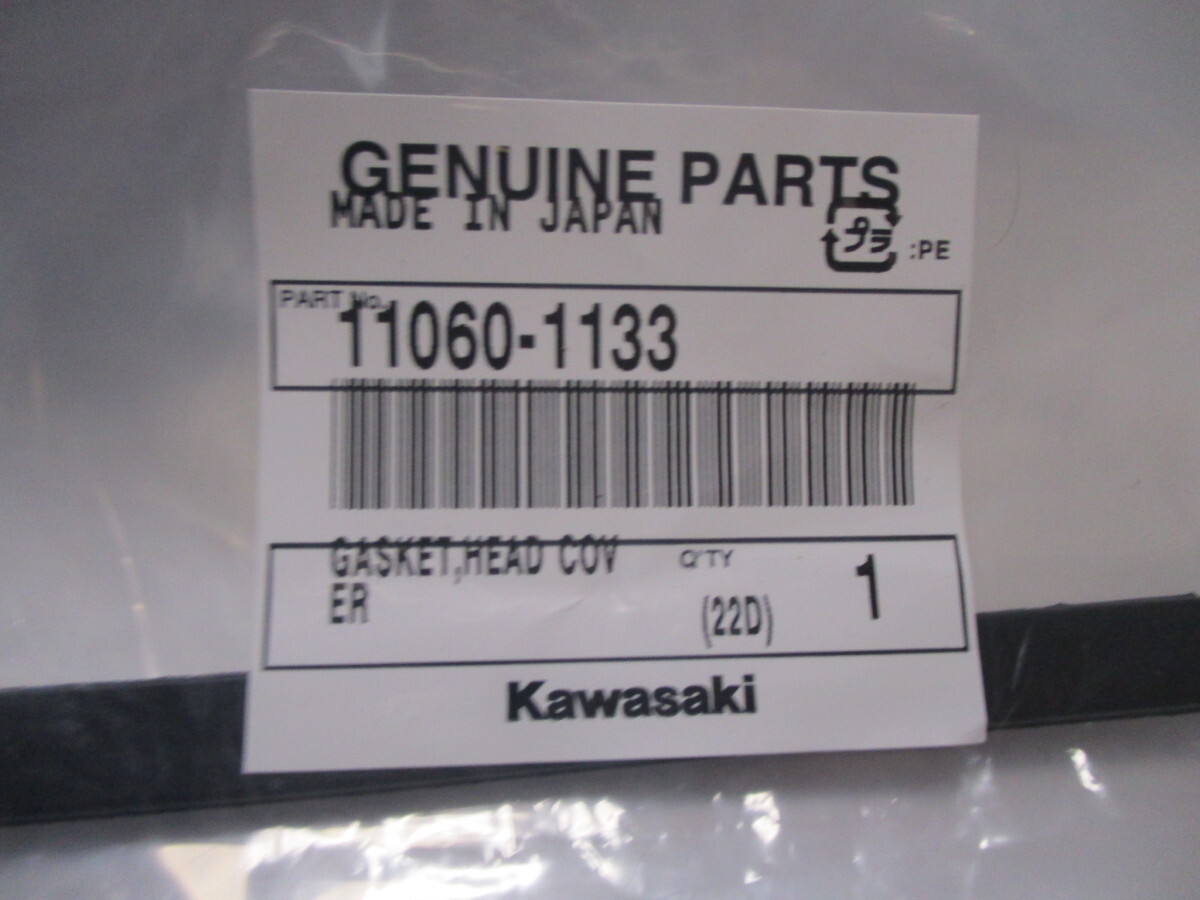 GENUINE PARTS
MADE IN JAPAN
プラ :PE
PART No.
11060-1133
GASKET,HEAD COV
ER
Q'TY
(22D)
1
Kawasaki